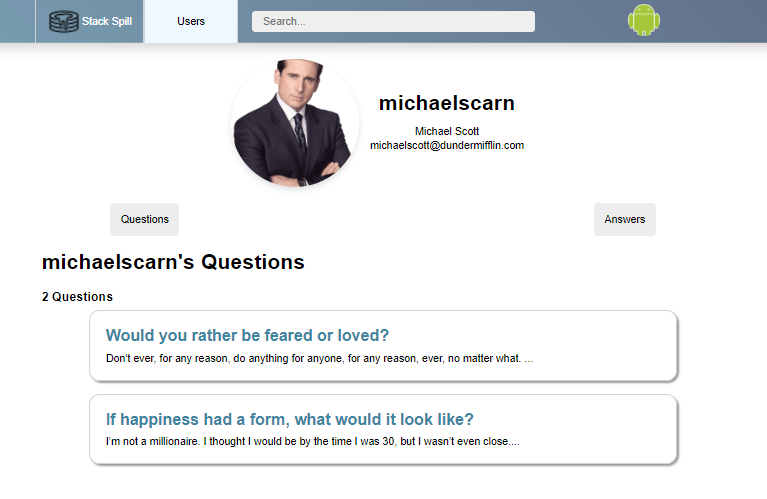 Stack Spill
Users
Search...
michaelscarn
Michael Scott
michaelscott@dundermifflin.com
Questions
Answers
michaelscarn's Questions
2 Questions
Would you rather be feared or loved?
Don't ever, for any reason, do anything for anyone, for any reason, ever, no matter what. ...
If happiness had a form, what would it look like?
I'm not a millionaire. I thought I would be by the time I was 30, but I wasn't even close....